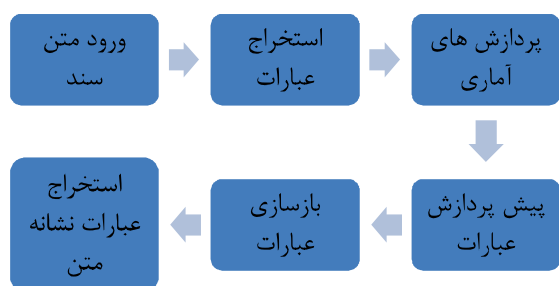 ورود متن
سند
استخراج
عبارات
پردازش های
آماری
پیش پردازش
عبارات
بازسازی
عبارات
استخراج
عبارات نشانه
متن